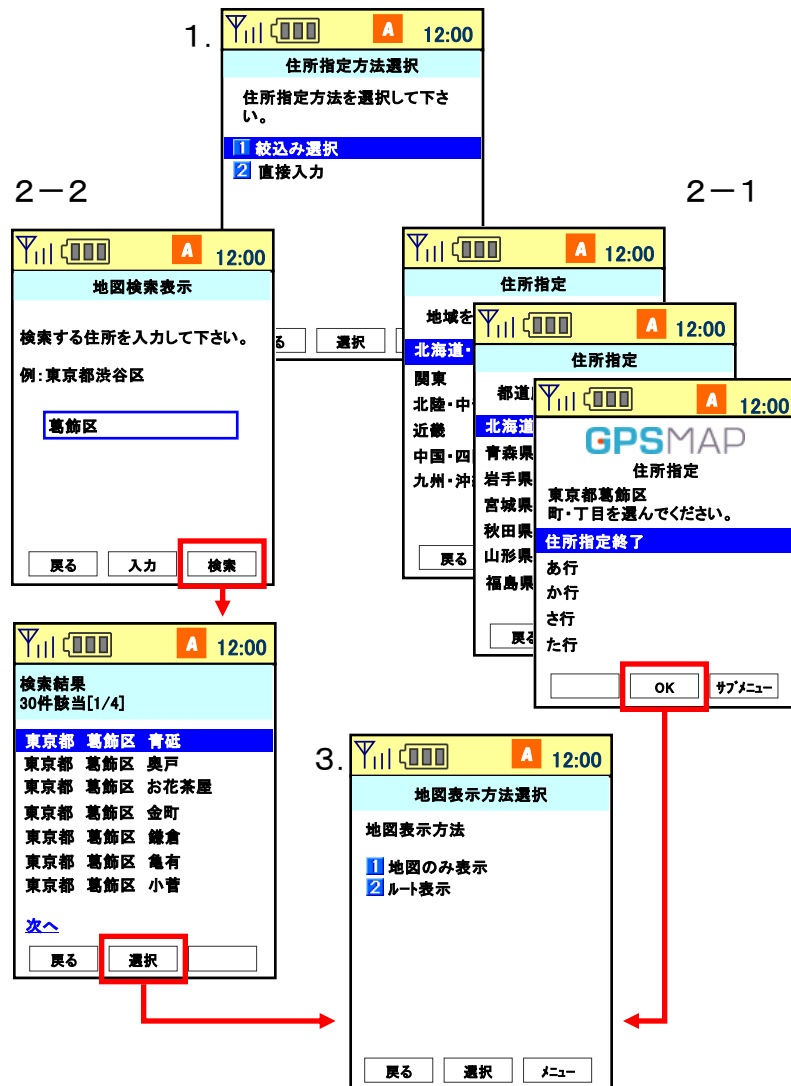 1.
A 12:00
住所指定方法選択
住所指定方法を選択して下さ
い。
1 絞込み選択
2 直接入力
選択
2－2
A 12:00
地図検索表示
検索する住所を入力して下さい。
例:東京都渋谷区
葛飾区
戻る 入力 検索
2－1
A 12:00
住所指定
地域を
北海道・
関東
北陸・中
近畿
中国・四
九州・沖
戻る
A 12:00
住所指定
都道
北海道
青森県
岩手県
宮城県
秋田県
山形県
福島県
戻る
A 12:00
GPSMAP
住所指定
東京都葛飾区
町・丁目を選んでください。
住所指定終了
あ行
か行
さ行
た行
OK サブメニュー
A 12:00
検索結果
30件該当[1/4]
東京都 葛飾区 青砥
東京都 葛飾区 奥戸
東京都 葛飾区 お花茶屋
東京都 葛飾区 金町
東京都 葛飾区 鎌倉
東京都 葛飾区 亀有
東京都 葛飾区 小菅
次へ
戻る 選択
3.
A 12:00
地図表示方法選択
地図表示方法
1 地図のみ表示
2 ルート表示
戻る 選択 メニュー